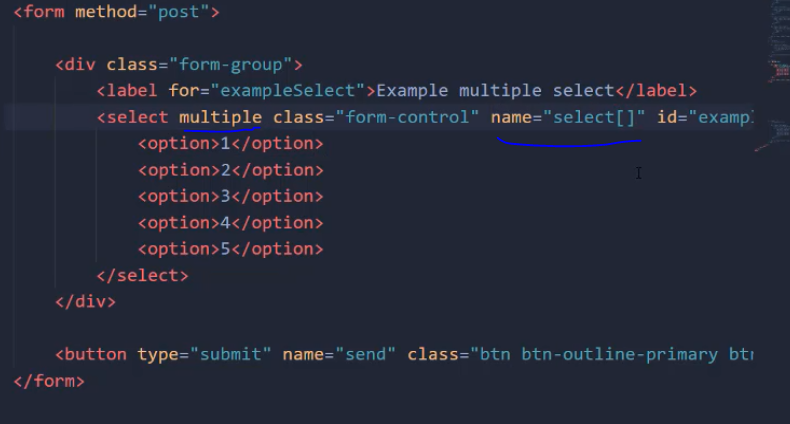 <form method="post">
<div class="form-group">
<label for="exampleSelect">Example multiple select</label>
<select multiple class="form-control" name="select[]" id="exampl
<option>1</option>
<option>2</option>
<option>3</option>
<option>4</option>
<option>5</option>
</select>
</div>
<button type="submit" name="send" class="btn btn-outline-primary btn
</form>